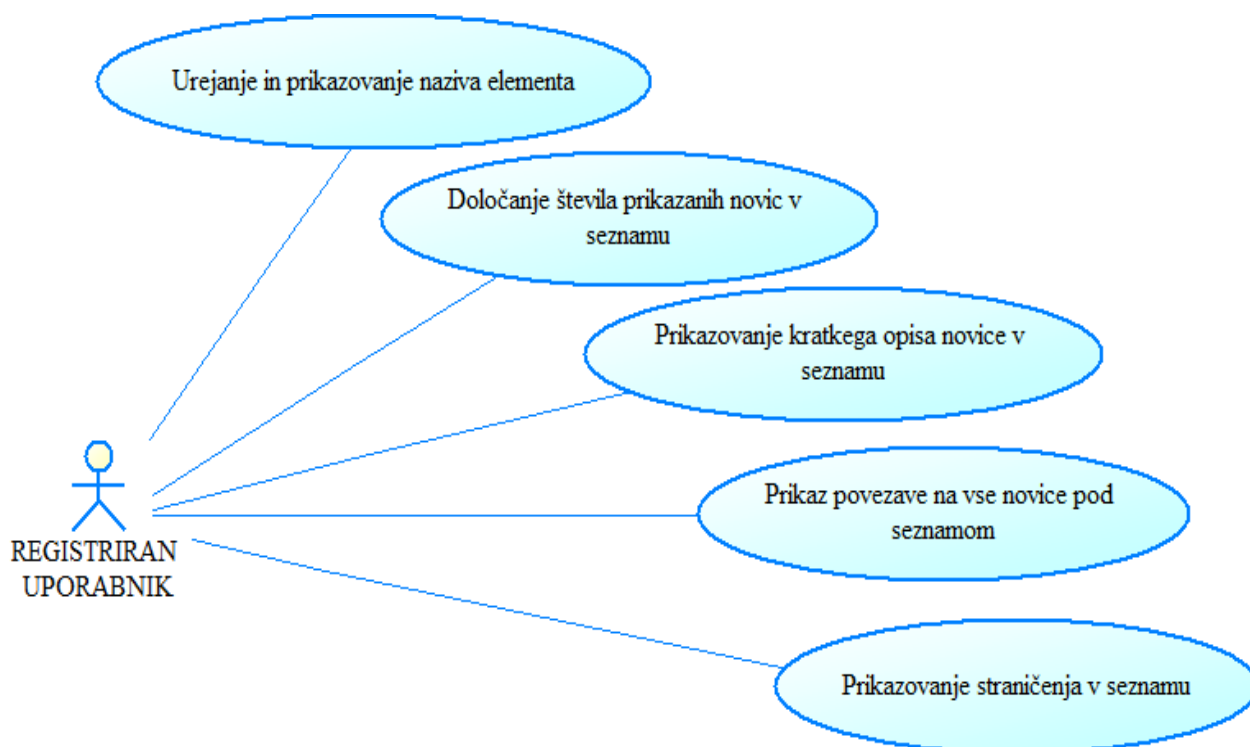 Urejanje in prikazovanje naziva elementa
Določanje števila prikazanih novic v
seznamu
Prikazovanje kratkega opisa novice v
seznamu
Prikaz povezave na vse novice pod
seznamom
Prikazovanje straničenja v seznamu
REGISTRIRAN
UPORABNIK